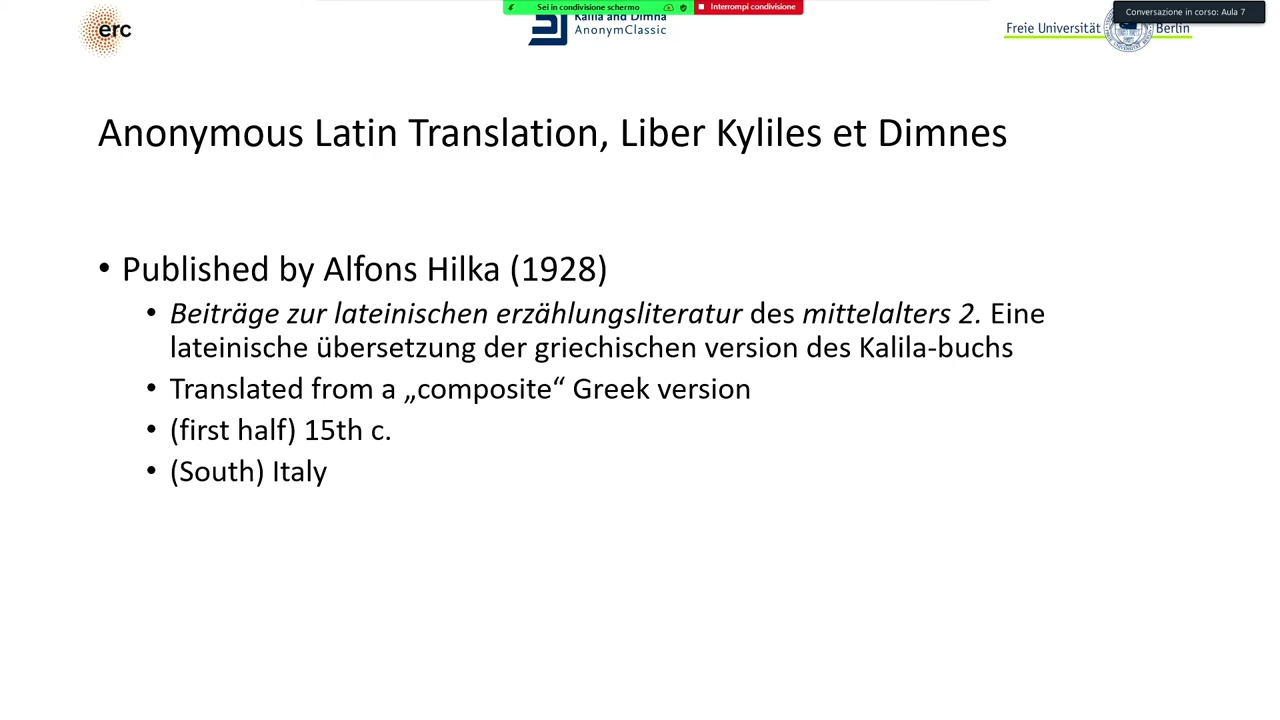 Sei in condivisione schermo
Interrompi condivisione
Conversazione in corso: Aula 7
erc
Kalila and Dimna
AnonymClassic
Freie Universität Berlin
Anonymous Latin Translation, Liber Kyliles et Dimnes
• Published by Alfons Hilka (1928)
• Beiträge zur lateinischen erzählungsliteratur des mittelalters 2. Eine
lateinische übersetzung der griechischen version des Kalila-buchs
• Translated from a „composite“ Greek version
• (first half) 15th c.
• (South) Italy